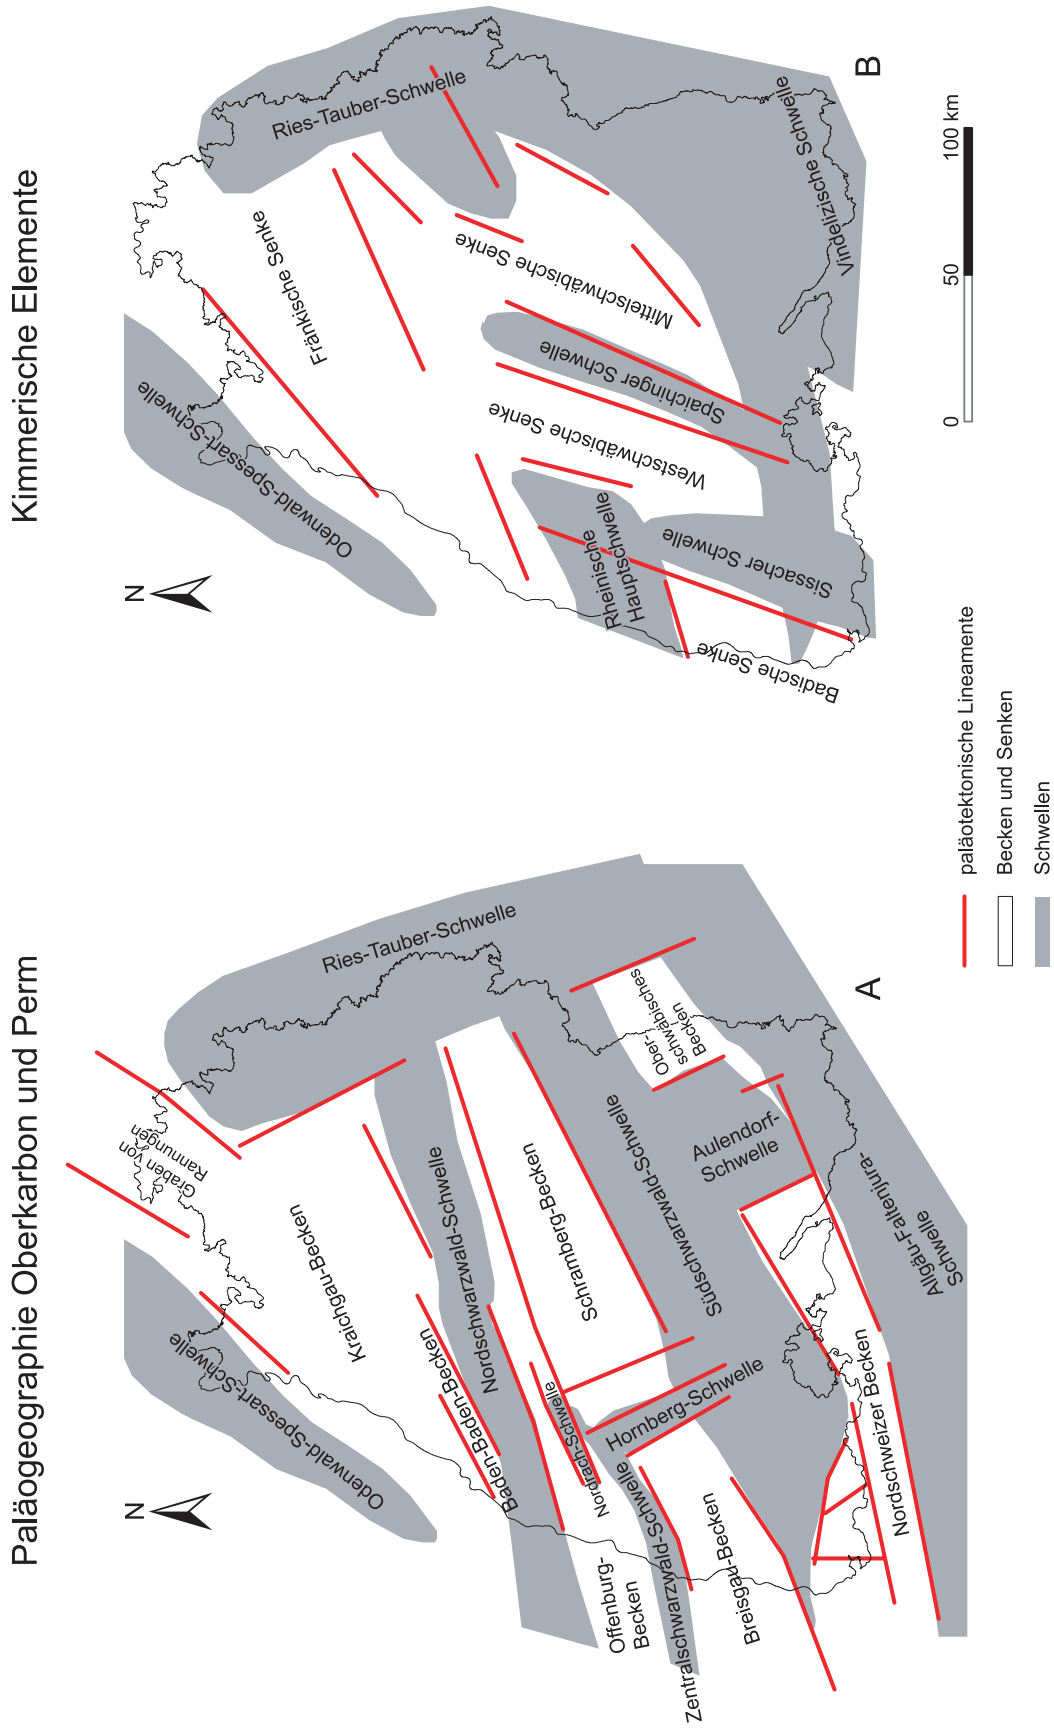 Paläogeographie Oberkarbon und Perm
N
Odenwald-Spessart-Schwelle
Graben von
Rannungen
Ries-Tauber-Schwelle
Kraichgau-Becken
Baden-Baden-Becken
Nordschwarzwald-Schwelle
Schramberg-Becken
Offenburg-
Becken
Nordrach-Schwelle
Hornberg-Schwelle
Zentralschwarzwald-Schwelle
Südschwarzwald-Schwelle
Ober-
schwäbisches
Becken
Breisgau-Becken
Aulendorf-
Schwelle
Nordschweizer Becken
Allgäu-Faltenjura-
Schwelle
A
Kimmerische Elemente
N
Odenwald-Spessart-Schwelle
Ries-Tauber-Schwelle
Fränkische Senke
Mittelschwäbische Senke
Spaichinger Schwelle
Westschwäbische Senke
Rheinische
Hauptschwelle
Sissacher Schwelle
Badische Senke
Vindelizische Schwelle
B
0
50
100 km
paläotektonische Lineamente
Becken und Senken
Schwellen